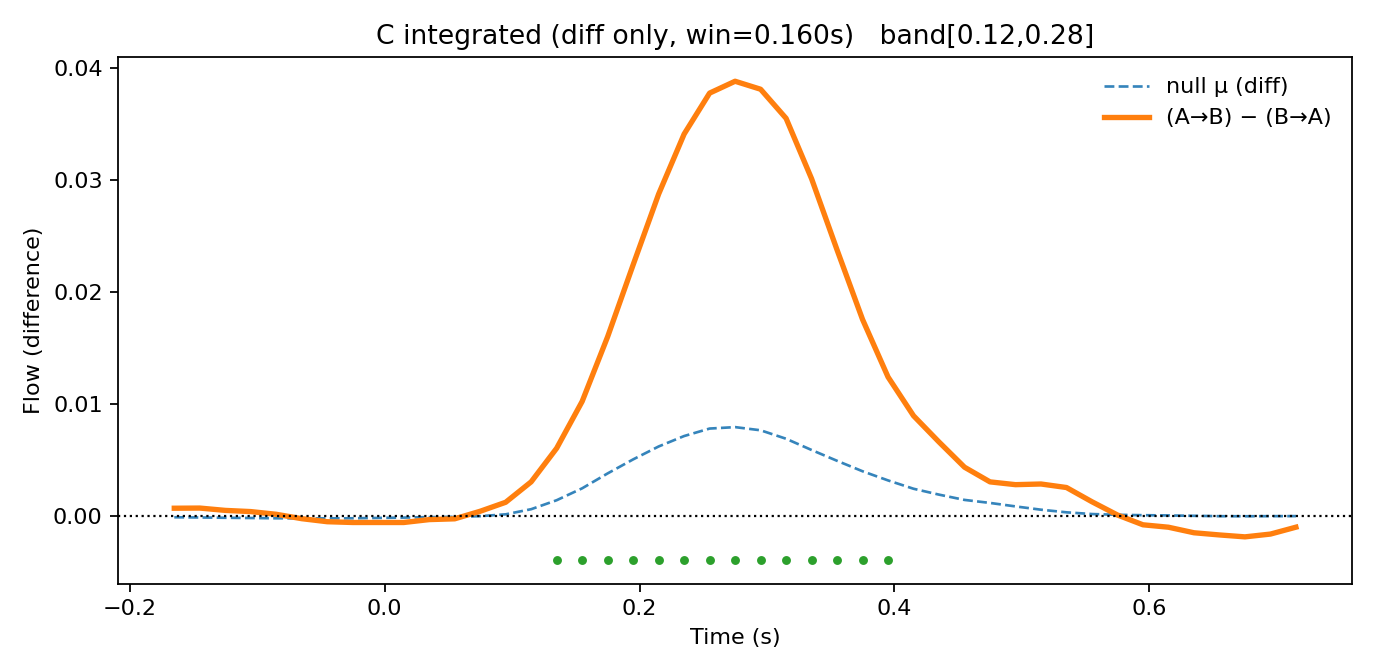 C integrated (diff only, win=0.160s)   band[0.12,0.28]
0.04
0.03
0.02
0.01
0.00
Flow (difference)
null μ (diff)
(A→B) − (B→A)
−0.2
0.0
0.2
0.4
0.6
Time (s)